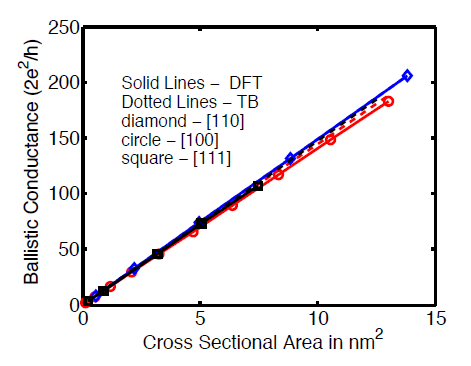 250
200
150
100
50
0
Ballistic Conductance (2e²/h)
Solid Lines – DFT
Dotted Lines – TB
diamond – [110]
circle – [100]
square – [111]
0 5 10 15
Cross Sectional Area in nm²